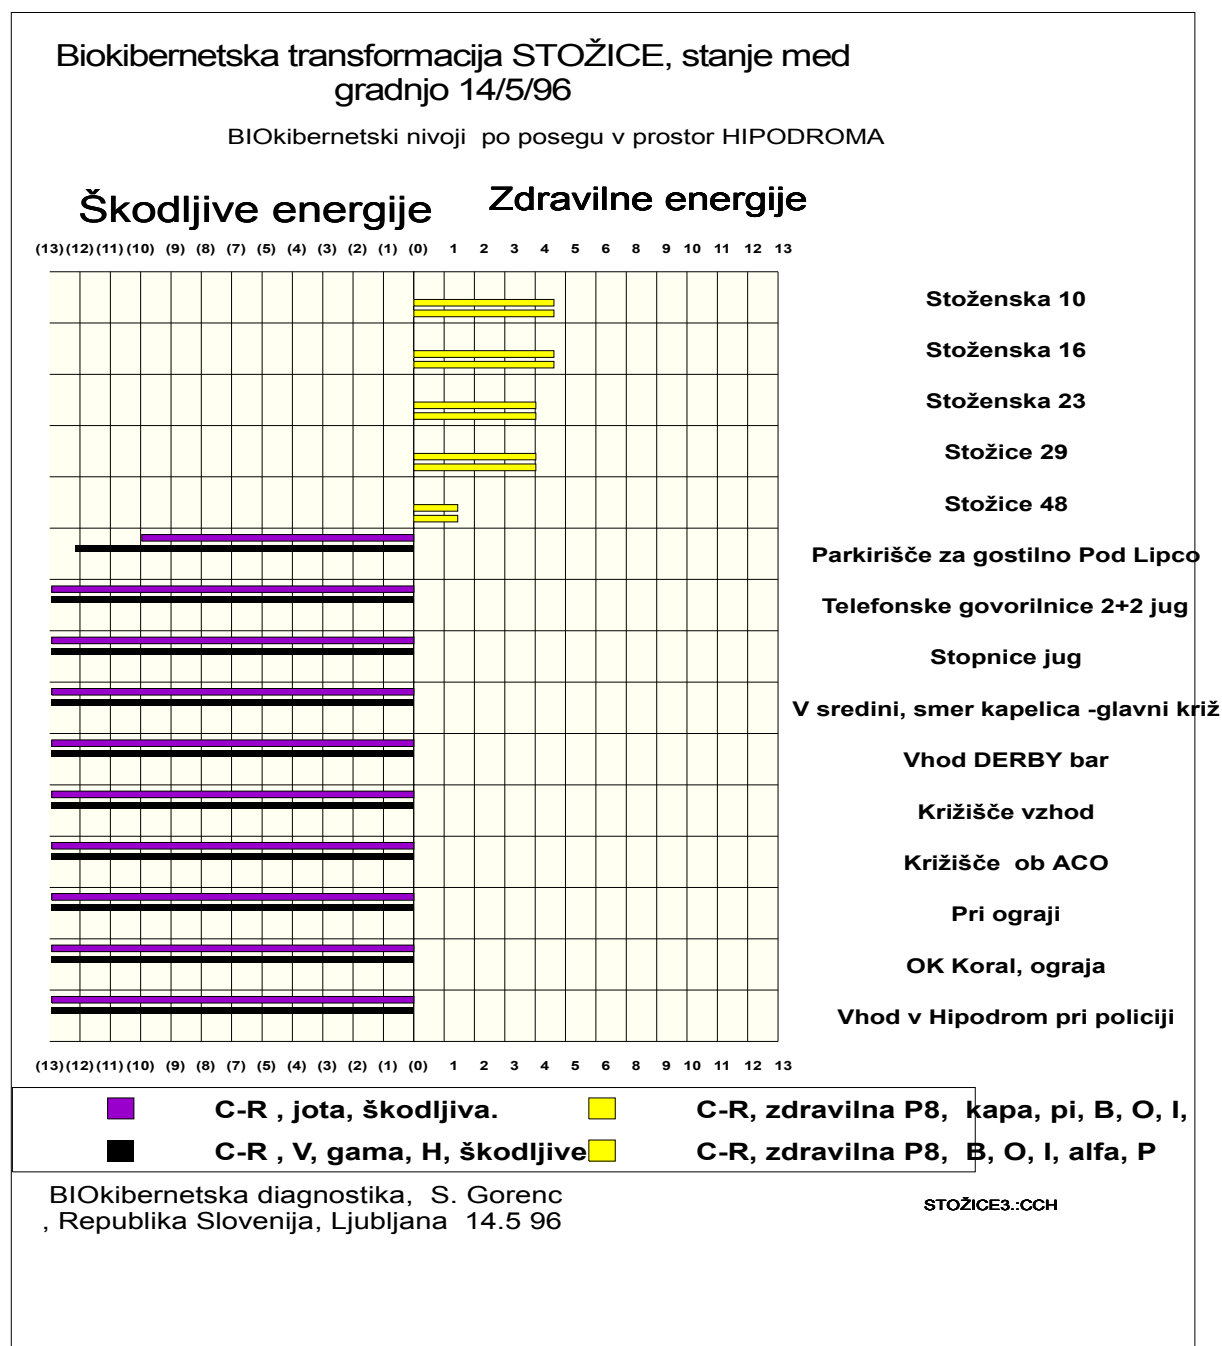 Biokibernetska transformacija STOŽICE, stanje med
gradnjo 14/5/96
BIOkibernetski nivoji  po posegu v prostor HIPODROMA
Škodljive energije
Zdravilne energije
(13)(12)(11)(10) (9) (8) (7) (6) (5) (4) (3) (2) (1) (0) 1 2 3 4 5 6 8 9 10 11 12 13
Stoženska 10
Stoženska 16
Stoženska 23
Stožice 29
Stožice 48
Parkirišče za gostilno Pod Lipco
Telefonske govorilnice 2+2 jug
Stopnice jug
V sredini, smer kapelica -glavni križ
Vhod DERBY bar
Križišče vzhod
Križišče  ob ACO
Pri ograji
OK Koral, ograja
Vhod v Hipodrom pri policiji
(13)(12)(11)(10) (9) (8) (7) (6) (5) (4) (3) (2) (1) (0) 1 2 3 4 5 6 8 9 10 11 12 13
C-R , jota, škodljiva.
C-R, zdravilna P8,  kapa, pi, B, O, I,
C-R , V, gama, H, škodljive
C-R, zdravilna P8,  B, O, I, alfa, P
BIOkibernetska diagnostika,  S. Gorenc
, Republika Slovenija, Ljubljana  14.5 96
STOŽICE3.:CCH